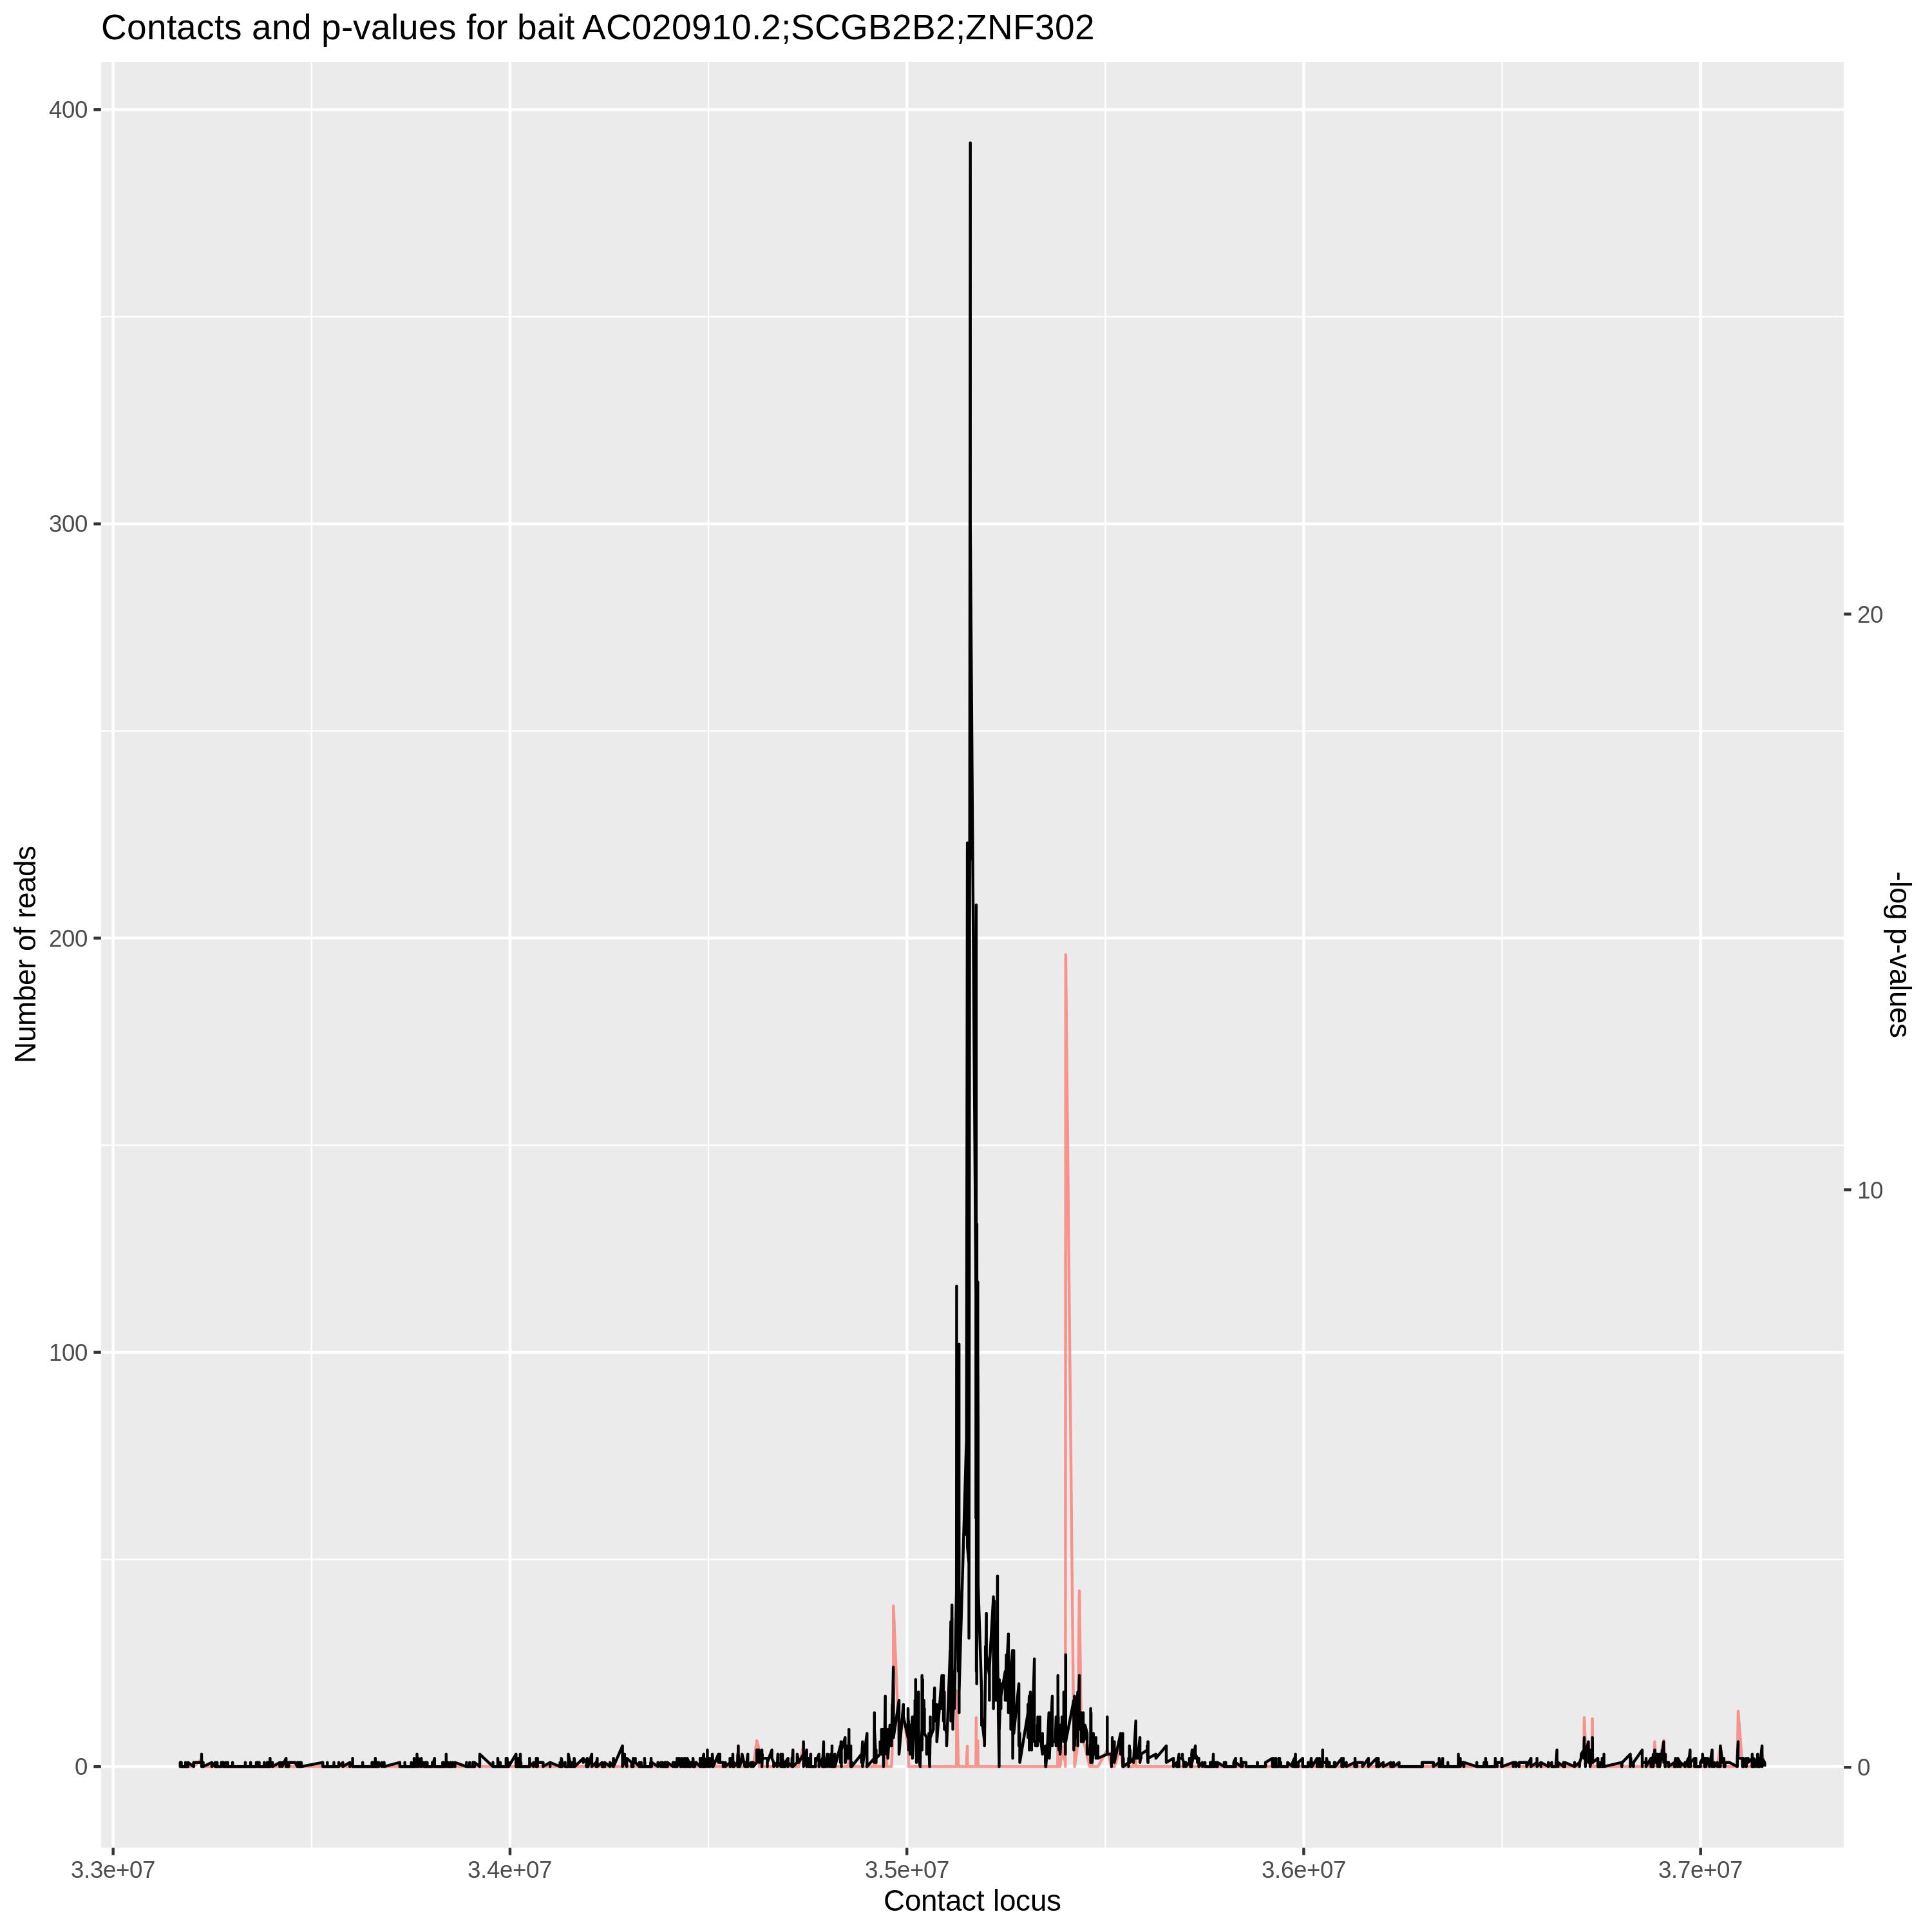 Contacts and p-values for bait AC020910.2;SCGB2B2;ZNF302
400
300
200
100
0
Number of reads
20
10
0
-log p-values
3.3e+07
3.4e+07
3.5e+07
3.6e+07
3.7e+07
Contact locus